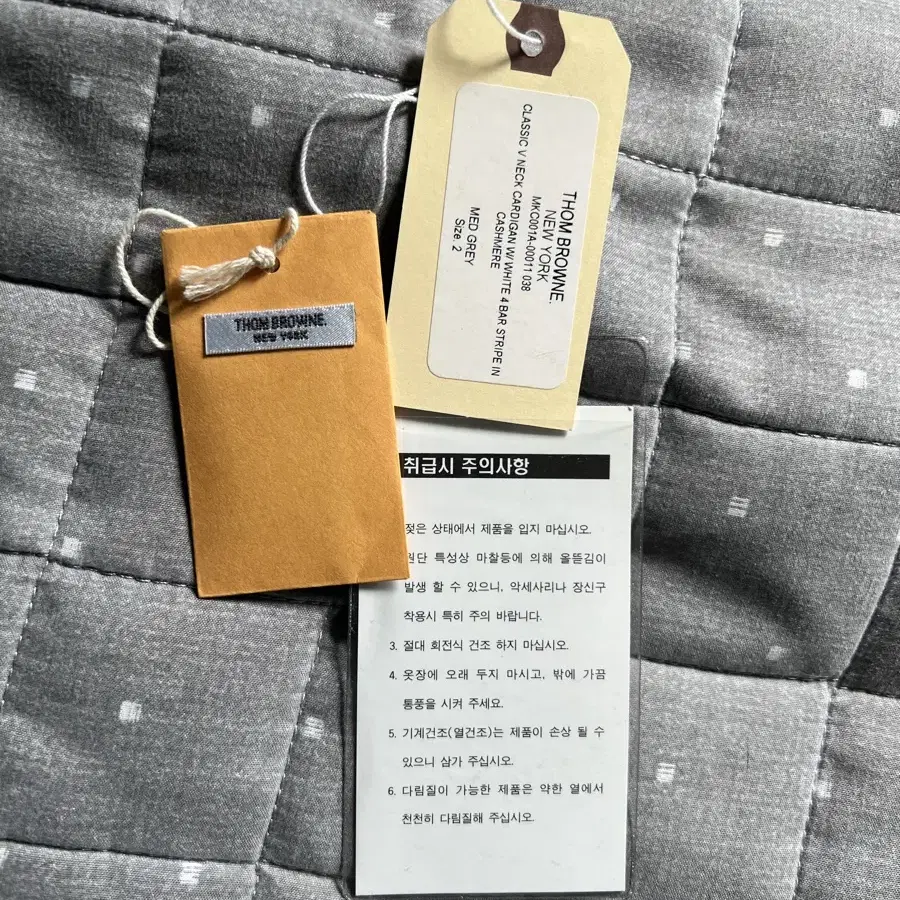 THOM BROWNE.
NEW YORK
MKC001A-00011 038
CLASSIC V NECK CARDIGAN W/ WHITE 4 BAR STRIPE IN
CASHMERE
MED GREY
Size 2
THOM BROWNE.
NEW YORK
취급시 주의사항
젖은 상태에서 제품을 입지 마십시오.
원단 특성상 마찰등에 의해 올뜯김이
발생 할 수 있으니, 악세사리나 장신구
착용시 특히 주의 바랍니다.
3. 절대 회전식 건조 하지 마십시오.
4. 옷장에 오래 두지 마시고, 밖에 가끔
통풍을 시켜 주세요.
5. 기계건조(열건조)는 제품이 손상 될 수
있으니 삼가 주십시오.
6. 다림질이 가능한 제품은 약한 열에서
천천히 다림질해 주십시오.